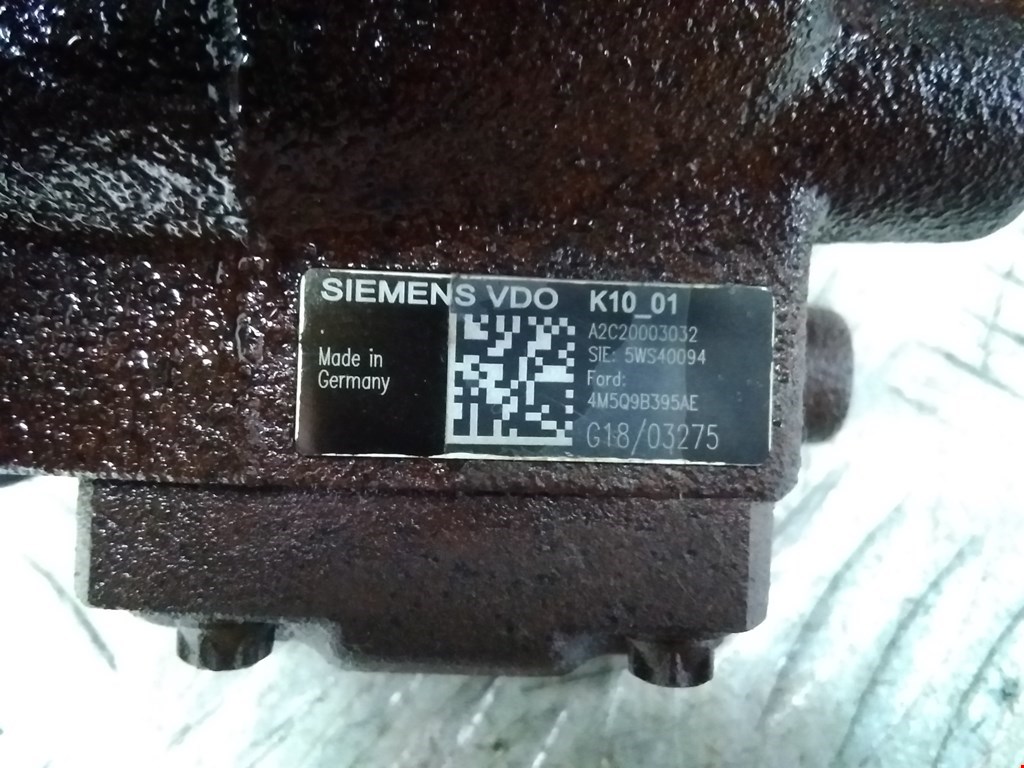 SIEMENS VDO K10_01
A2C20003032
SIE: 5WS40094
Made in
Germany
Ford:
4M5Q9B395AE
G18/03275